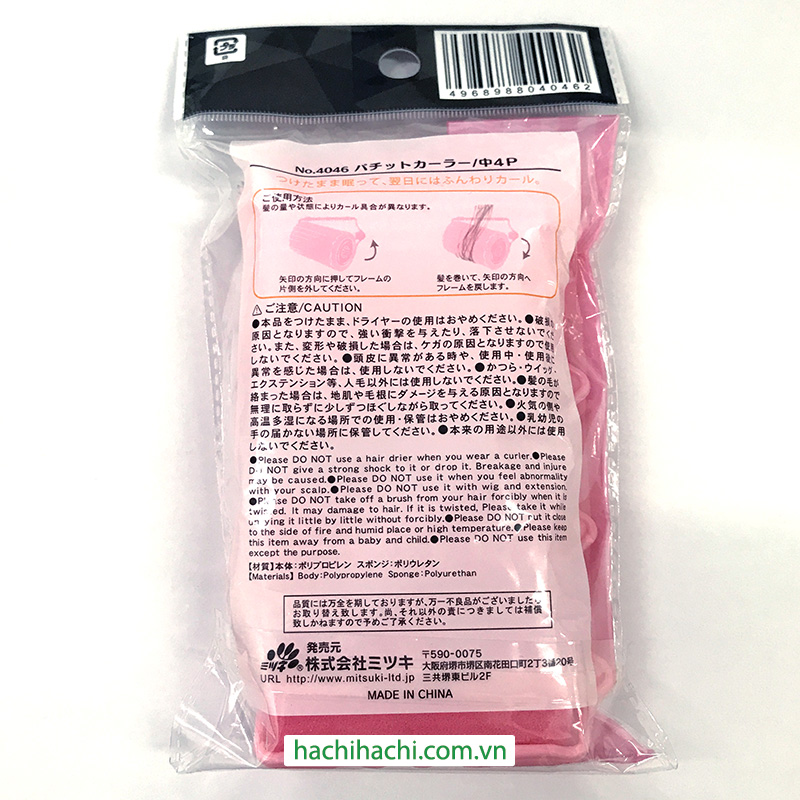 プラ
4968988040462
No.4046 パチットカーラー/中4P
つけたまま眠って、翌日にはふんわりカール。
ご使用方法
髪の量や状態によりカール具合が異なります。
矢印の方向に押してフレームの
片側を外してください。
髪を巻いて、矢印の方向へ
フレームを戻します。
ご注意/CAUTION
●本品をつけたまま、ドライヤーの使用はおやめください。●破損の
原因となりますので、強い衝撃を与えたり、落下させないでくだ
さい。また、変形や破損した場合は、ケガの原因となりますので使用
しないでください。●頭皮に異常がある時や、使用中・使用後に
異常を感じた場合は、使用しないでください。●かつら・ウイッグ・
エクステンション等、人毛以外には使用しないでください。●髪の毛が
絡まった場合は、地肌や毛根にダメージを与える原因となりますので
無理に取らずに少しずつほぐしながら取ってください。●火気の側や
高温多湿になる場所での使用・保管はおやめください。●乳幼児の
手の届かない場所に保管してください。●本来の用途以外には使用
しないでください。
●Please DO NOT use a hair drier when you wear a curler.●Please
DO NOT give a strong shock to it or drop it. Breakage and injure
may be caused.●Please DO NOT use it when you feel abnormality
with your scalp.●Please DO NOT use it with wig and extension.
●Please DO NOT take off a brush from your hair forcibly when it is
twisted. It may damage to hair. If it is twisted, Please take it while
untying it little by little without forcibly.●Please DO NOT rut it close
to the side of fire and humid place or high temperature.●Please keep
this item away from a baby and child.●Please DO NOT use this item
except the purpose.
【材質】本体:ポリプロピレン スポンジ:ポリウレタン
【Materials】 Body:Polypropylene Sponge:Polyurethan
品質には万全を期しておりますが、万一不良品がございましたら
お取り替え致します。尚、それ以外の責につきましては補償
致しかねますので予めご了承ください。
ミツキ
発売元
株式会社ミツキ
〒590-0075
大阪府堺市堺区南花田口町2丁3番20号
三共堺東ビル2F
URL http://www.mitsuki-ltd.jp
MADE IN CHINA
hachihachi.com.vn